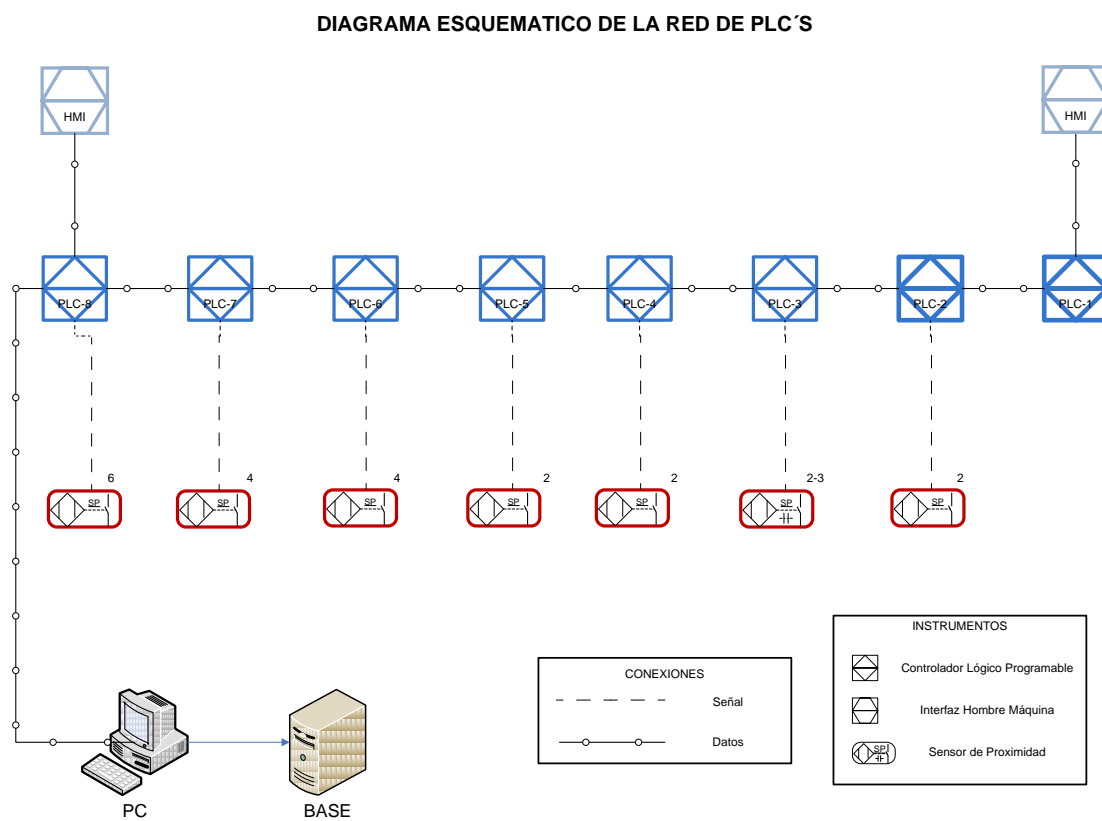 DIAGRAMA ESQUEMATICO DE LA RED DE PLC´S
HMI
HMI
PLC-8
PLC-7
PLC-6
PLC-5
PLC-4
PLC-3
PLC-2
PLC-1
6
4
4
2
2
2-3
2
SP
SP
SP
SP
SP
SP
SP
INSTRUMENTOS
Controlador Lógico Programable
Interfaz Hombre Máquina
SP
Sensor de Proximidad
CONEXIONES
Señal
Datos
PC
BASE